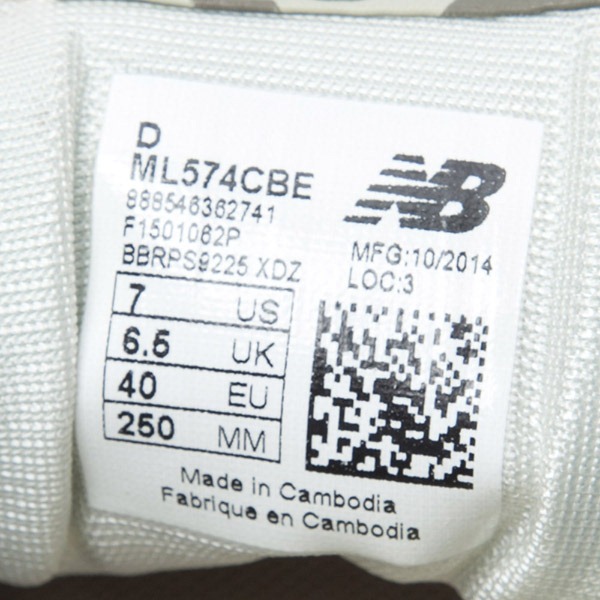 D
ML574CBE
888546362741
F1501062P
BBRPS9225 XDZ
NB
MFG:10/2014
LOC:3
7 US
6.5 UK
40 EU
250 MM
Made in Cambodia
Fabrique en Cambodia